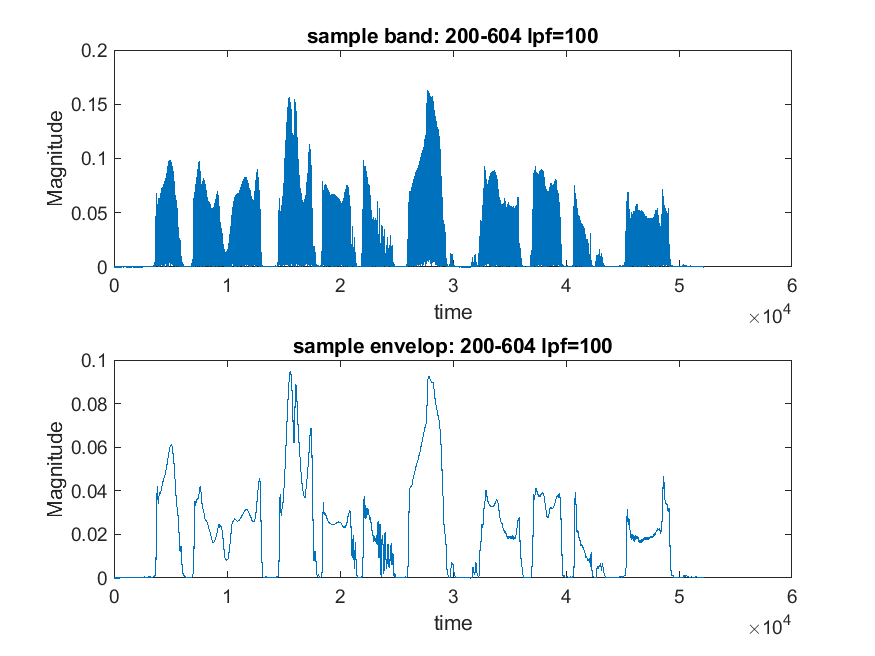 sample band: 200-604 lpf=100
0.2
0.15
0.1
0.05
0
Magnitude
0 1 2 3 4 5 6
time
×10^4
sample envelop: 200-604 lpf=100
0.1
0.08
0.06
0.04
0.02
0
Magnitude
0 1 2 3 4 5 6
time
×10^4